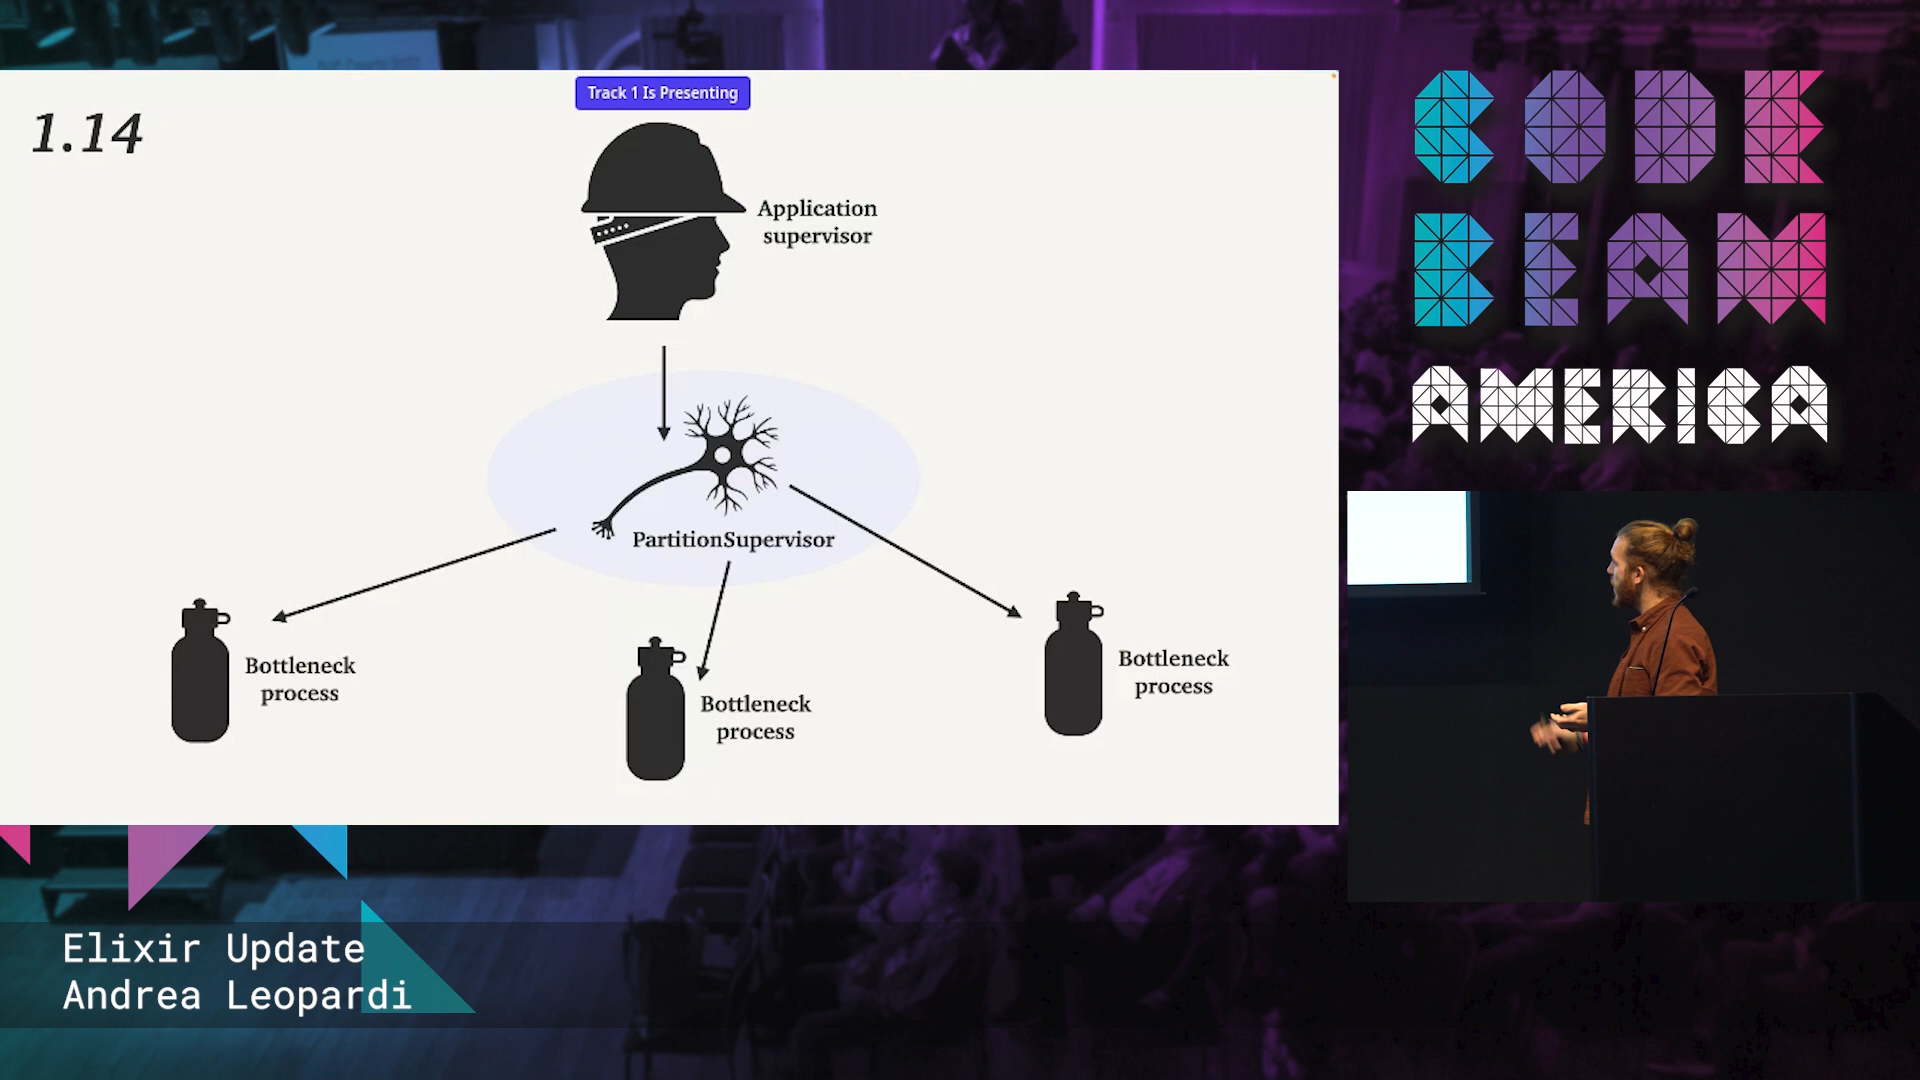 Track 1 Is Presenting
1.14
Application
supervisor
PartitionSupervisor
Bottleneck
process
Bottleneck
process
Bottleneck
process
CODE
BEAM
AMERICA
Elixir Update
Andrea Leopardi